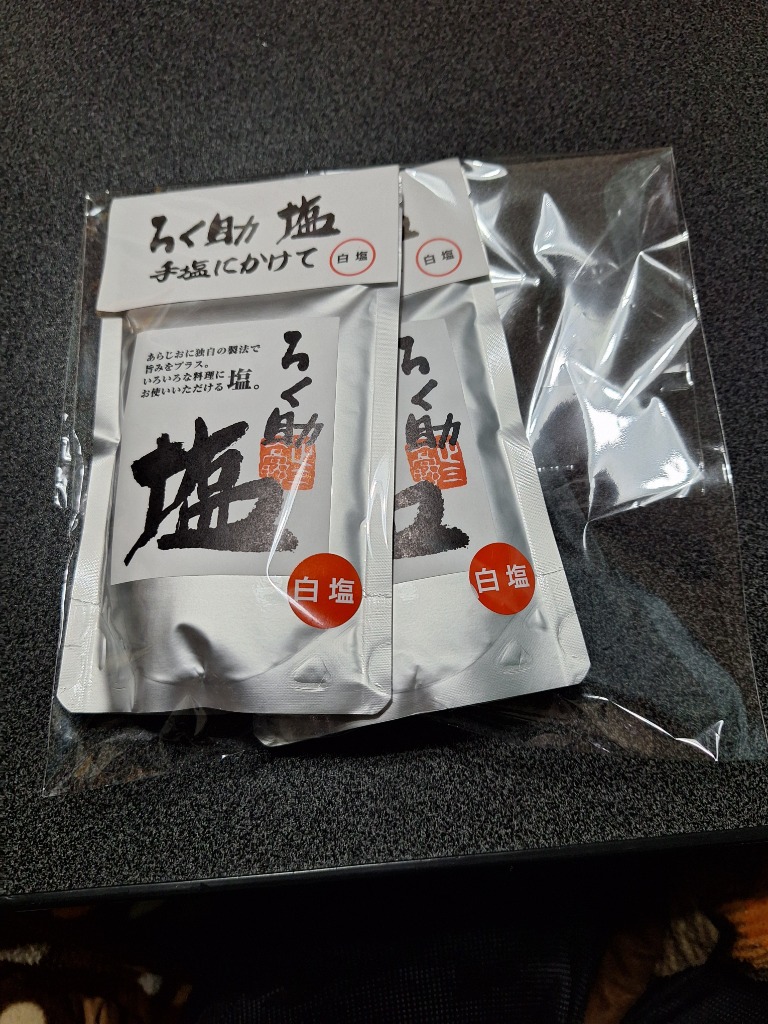 ろく助 塩
手塩にかけて 白塩
あらじおに独自の製法で
旨みをプラス。
いろいろな料理に
お使いいただける 塩。
ろく助
塩
白塩
白塩
ろく助
白塩